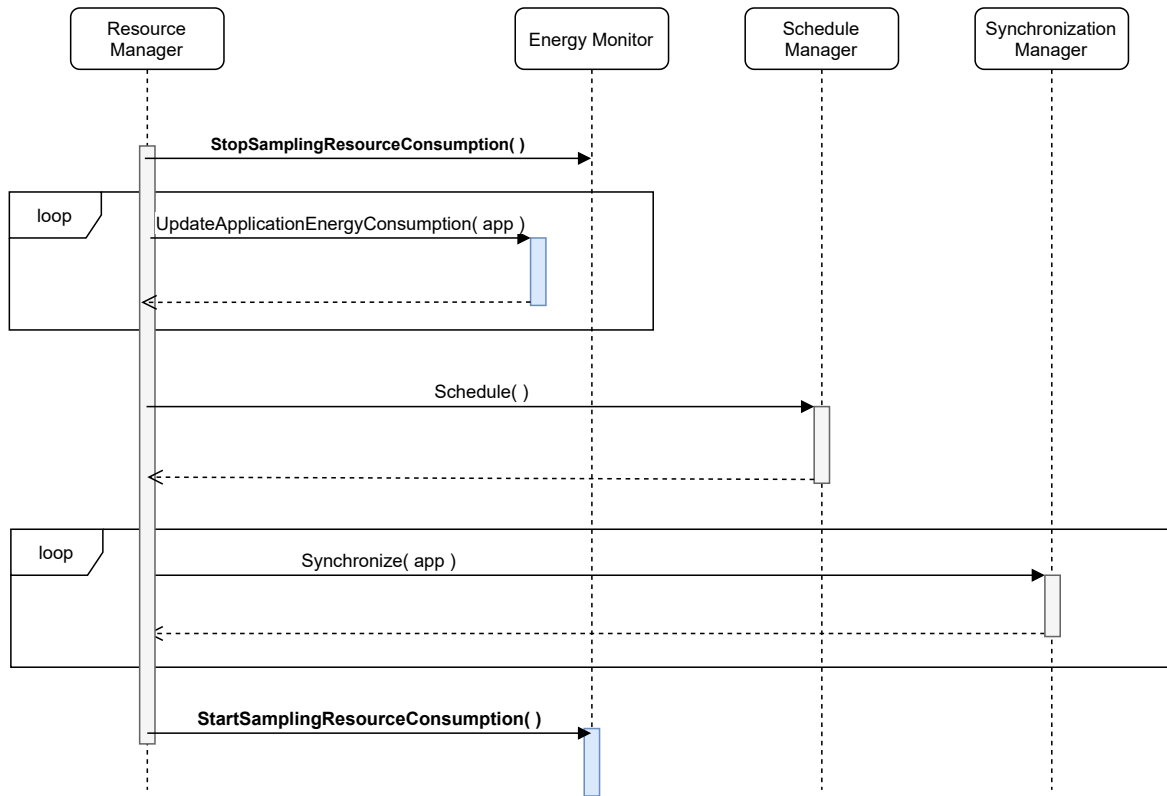 Resource
Manager
Energy Monitor
Schedule
Manager
Synchronization
Manager
StopSamplingResourceConsumption( )
loop
UpdateApplicationEnergyConsumption( app )
Schedule( )
loop
Synchronize( app )
StartSamplingResourceConsumption( )